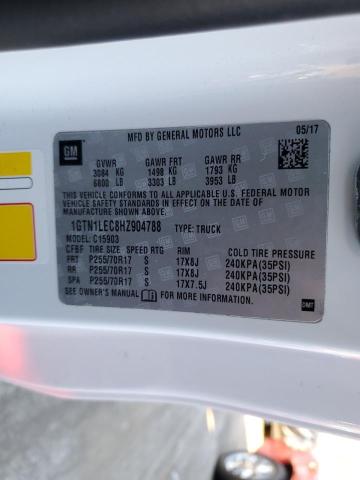 GM
MFD BY GENERAL MOTORS LLC 05/17
GVWR GAWR FRT GAWR RR
3084 KG 1498 KG 1793 KG
6800 LB 3303 LB 3953 LB
THIS VEHICLE CONFORMS TO ALL APPLICABLE U.S. FEDERAL MOTOR
VEHICLE SAFETY STANDARDS IN EFFECT ON THE DATE OF
MANUFACTURE SHOWN ABOVE.
1GTN1LEC8HZ904788 TYPE: TRUCK
MODEL: C15903
CFBF TIRE SIZE SPEED RTG RIM COLD TIRE PRESSURE
FRT P255/70R17 S 17X8J 240KPA(35PSI)
RR P255/70R17 S 17X8J 240KPA(35PSI)
SPA P255/70R17 S 17X7.5J 240KPA(35PSI)
SEE OWNER'S MANUAL FOR MORE INFORMATION
DMT